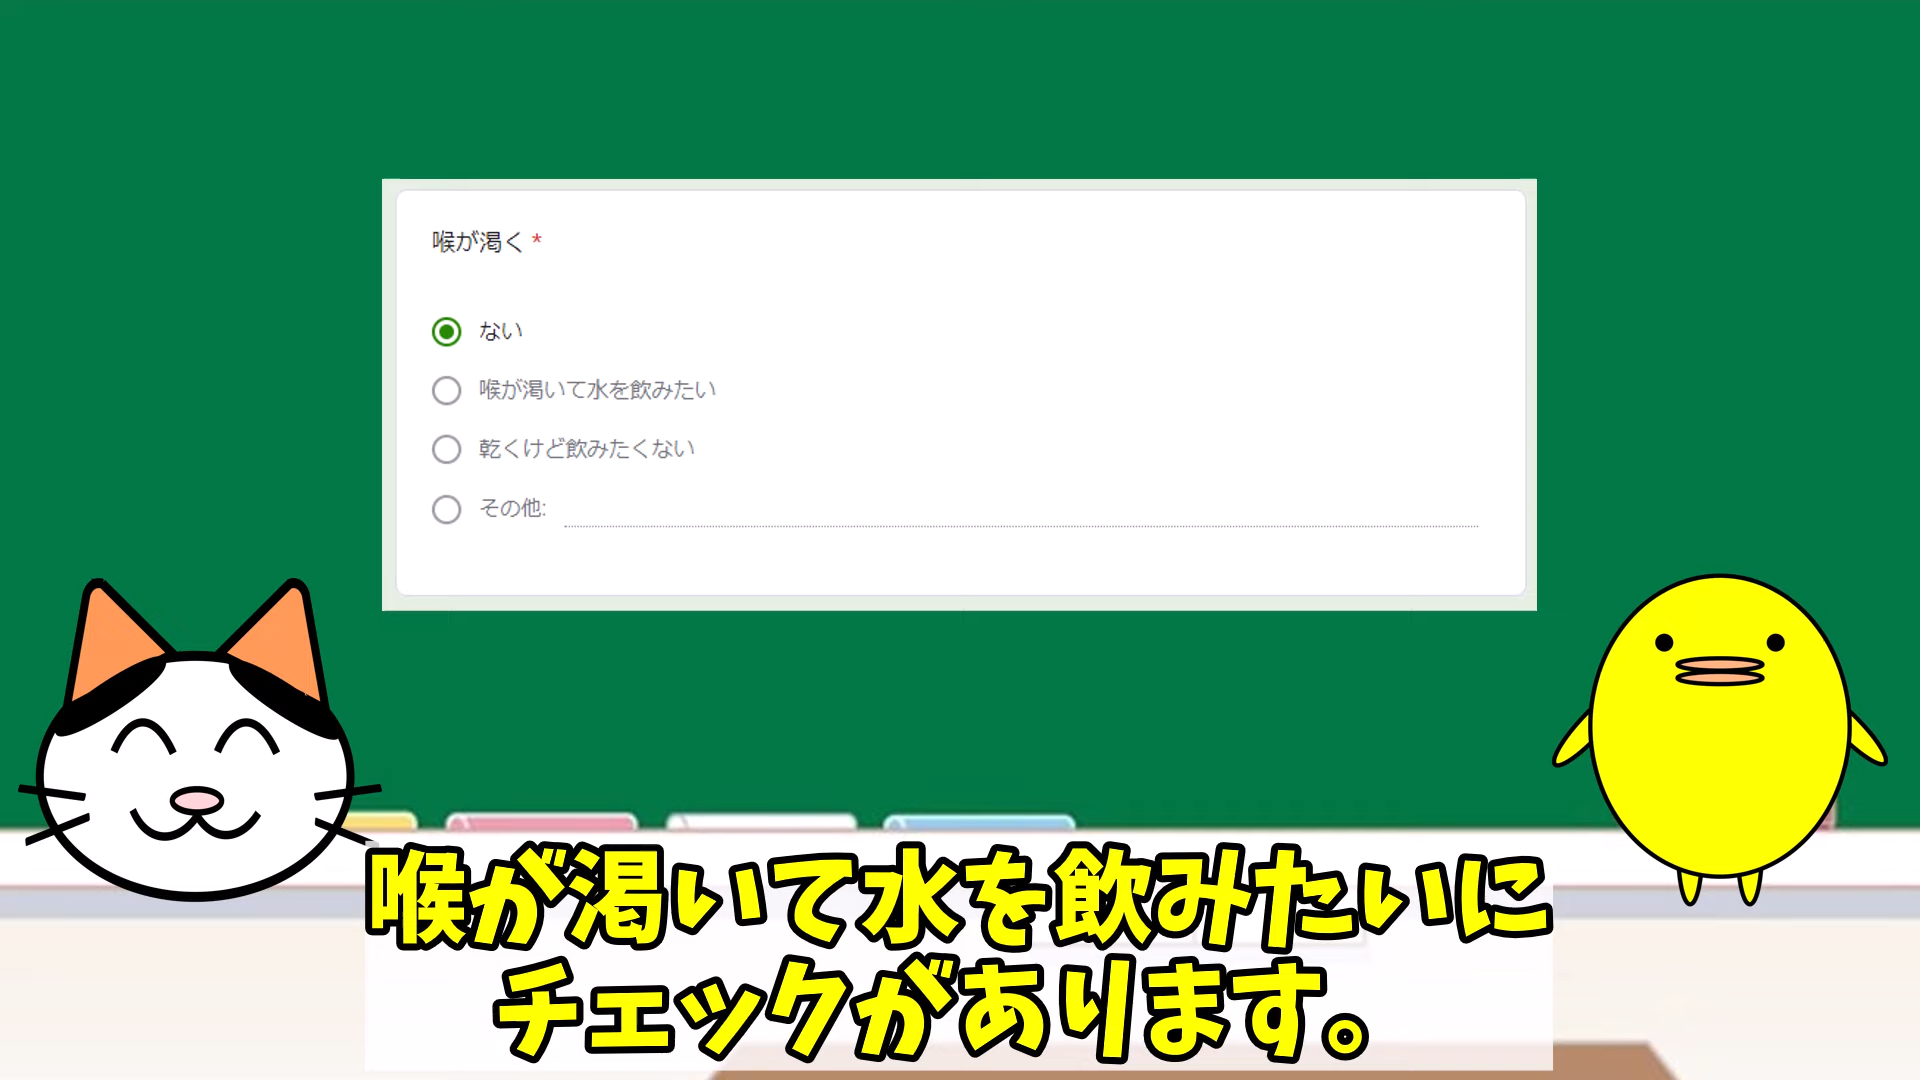 喉が渇く *
ない
喉が渇いて水を飲みたい
乾くけど飲みたくない
その他:
喉が渇いて水を飲みたいに
チェックがあります。